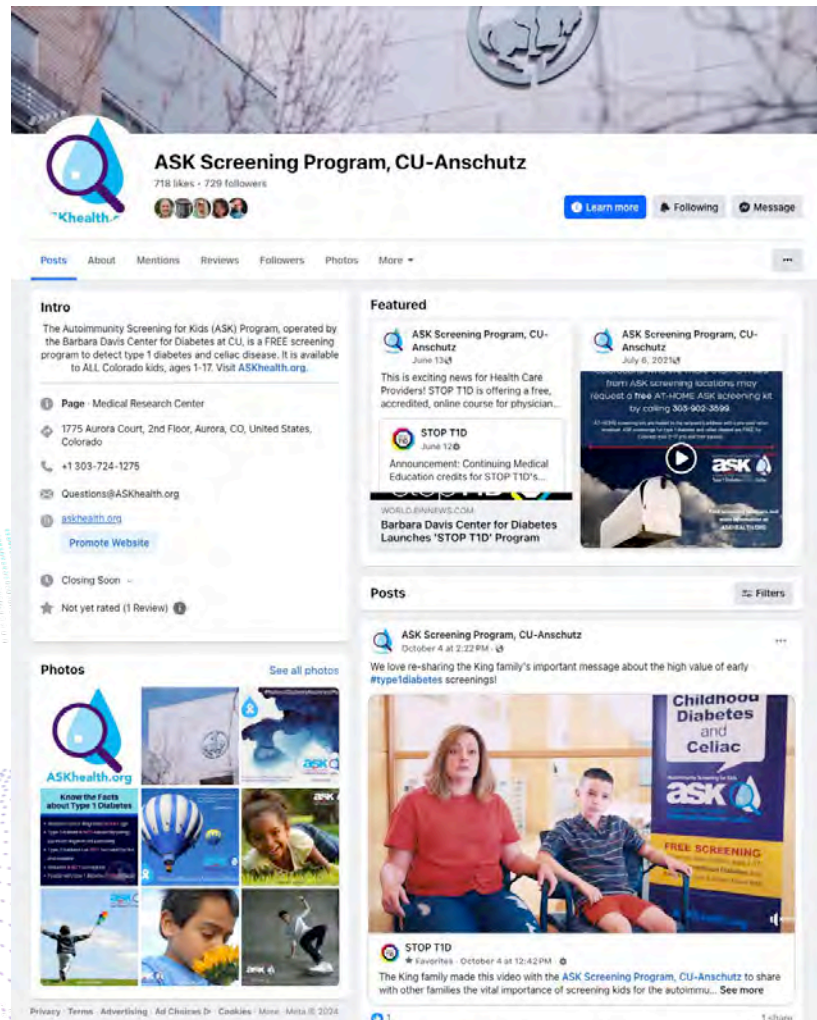 ASK Screening Program, CU-Anschutz
718 likes • 729 followers
Learn more
Following
Message
Posts
About
Mentions
Reviews
Followers
Photos
More
Intro
The Autoimmunity Screening for Kids (ASK) Program, operated by
the Barbara Davis Center for Diabetes at CU, is a FREE screening
program to detect type 1 diabetes and celiac disease. It is available
to ALL Colorado kids, ages 1-17. Visit ASKhealth.org.
Page · Medical Research Center
1775 Aurora Court, 2nd Floor, Aurora, CO, United States,
Colorado
+1 303-724-1275
Questions@ASKhealth.org
askhealth.org
Promote Website
Closing Soon
Not yet rated (1 Review)
Photos
See all photos
ASKhealth.org
Know the Facts
about Type 1 Diabetes
ask
Privacy · Terms · Advertising · Ad Choices · Cookies · More · Meta © 2024
Featured
ASK Screening Program, CU-
Anschutz
June 13
This is exciting news for Health Care
Providers! STOP T1D is offering a free,
accredited, online course for physician...
STOP T1D
June 12
Announcement: Continuing Medical
Education credits for STOP T1D's...
WORLD.EINNEWS.COM
Barbara Davis Center for Diabetes
Launches 'STOP T1D' Program
ASK Screening Program, CU-
Anschutz
July 6, 2021
from ASK screening locations may
request a free AT-HOME ASK screening kit
by calling 303-902-3599.
ask
Posts
Filters
ASK Screening Program, CU-Anschutz
October 4 at 2:22 PM
We love re-sharing the King family's important message about the high value of early
#type1diabetes screenings!
Childhood
Diabetes
and
Celiac
Autoimmunity Screening for Kids
ask
FREE SCREENING
STOP T1D
Favorites · October 4 at 12:42 PM
The King family made this video with the ASK Screening Program, CU-Anschutz to share
with other families the vital importance of screening kids for the autoimmu... See more
1
1 share